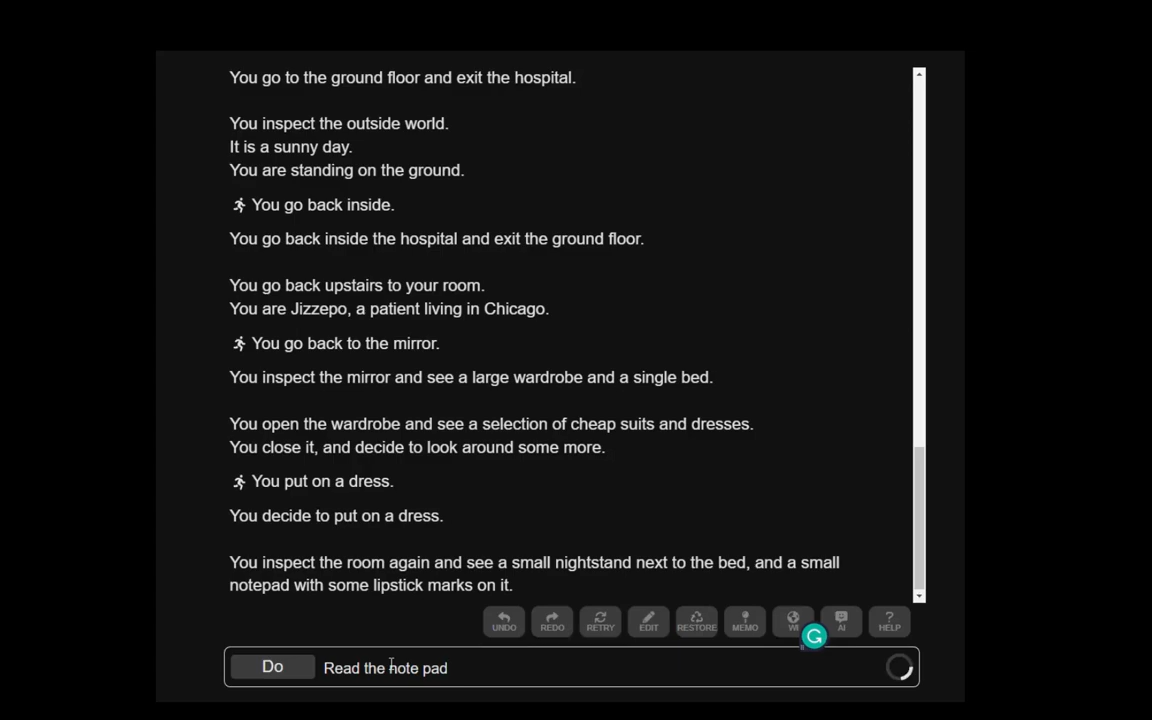 You go to the ground floor and exit the hospital.
You inspect the outside world.
It is a sunny day.
You are standing on the ground.
You go back inside.
You go back inside the hospital and exit the ground floor.
You go back upstairs to your room.
You are Jizzepo, a patient living in Chicago.
You go back to the mirror.
You inspect the mirror and see a large wardrobe and a single bed.
You open the wardrobe and see a selection of cheap suits and dresses.
You close it, and decide to look around some more.
You put on a dress.
You decide to put on a dress.
You inspect the room again and see a small nightstand next to the bed, and a small
notepad with some lipstick marks on it.
UNDO REDO RETRY EDIT RESTORE MEMO AI HELP
Do Read the note pad